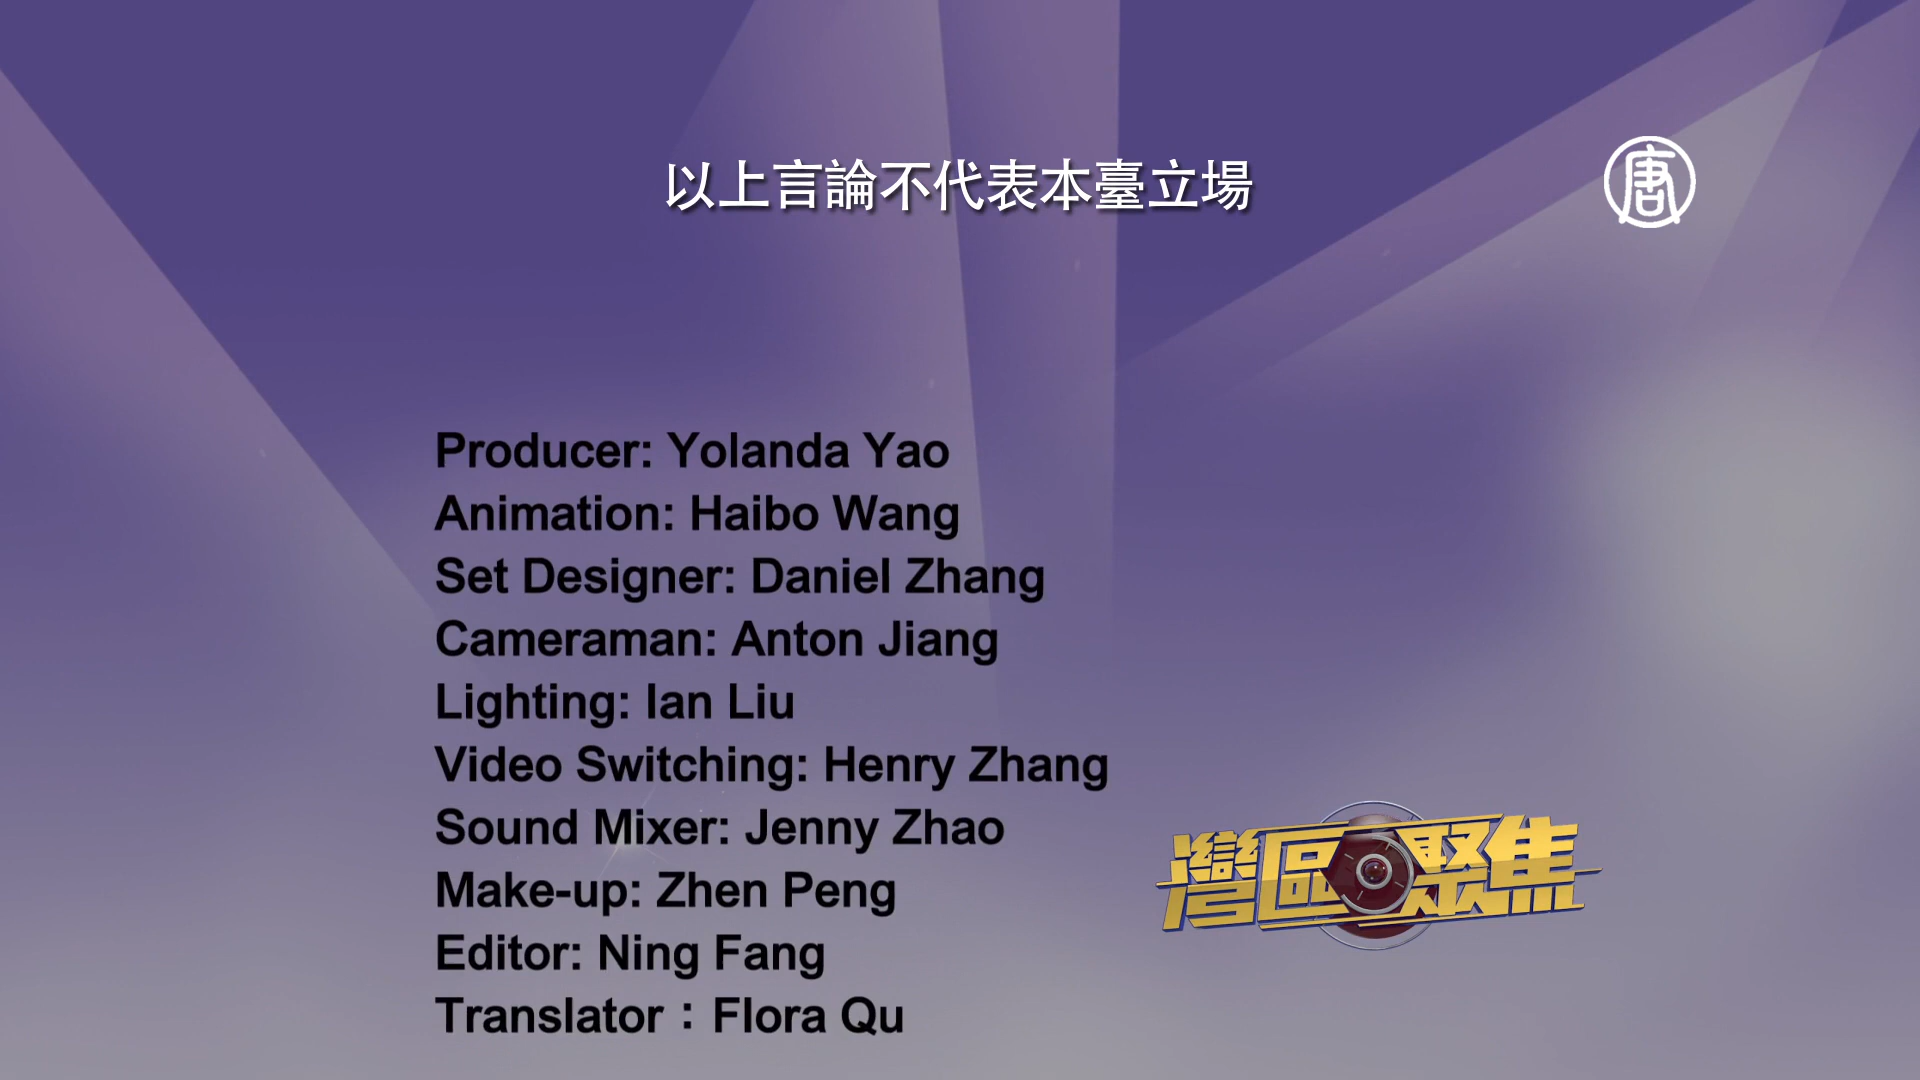 以上言論不代表本臺立場
唐
Producer: Yolanda Yao
Animation: Haibo Wang
Set Designer: Daniel Zhang
Cameraman: Anton Jiang
Lighting: Ian Liu
Video Switching: Henry Zhang
Sound Mixer: Jenny Zhao
Make-up: Zhen Peng
Editor: Ning Fang
Translator：Flora Qu
灣區聚焦